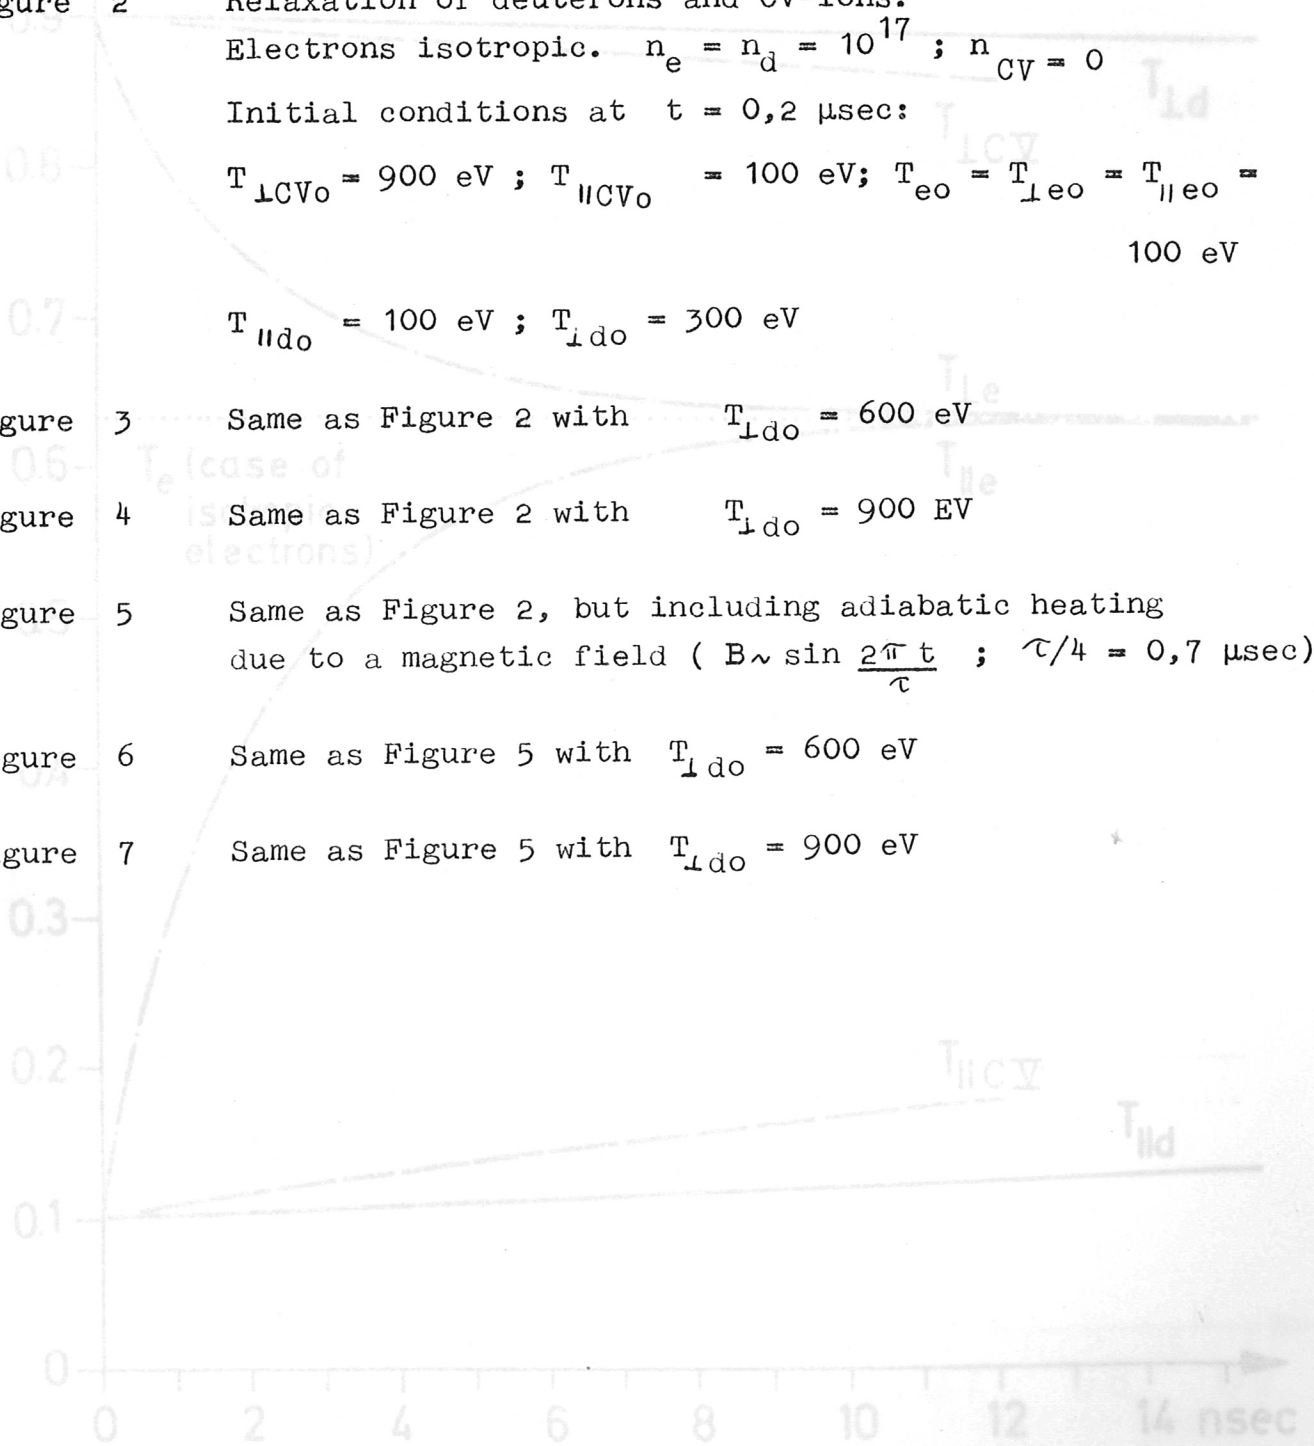 gure 2 Relaxation of deuterons and CV ions.
Electrons isotropic. n_e = n_d = 10^17 ; n_CV = 0
Initial conditions at t = 0,2 μsec:
T_⊥CVo = 900 eV ; T_∥CVo = 100 eV; T_eo = T_⊥eo = T_∥eo =
100 eV
T_∥do = 100 eV ; T_⊥do = 300 eV
gure 3 Same as Figure 2 with T_⊥do = 600 eV
gure 4 Same as Figure 2 with T_⊥do = 900 EV
gure 5 Same as Figure 2, but including adiabatic heating
due to a magnetic field ( B~ sin 2π t / τ ; τ/4 = 0,7 μsec)
gure 6 Same as Figure 5 with T_⊥do = 600 eV
gure 7 Same as Figure 5 with T_⊥do = 900 eV
T_⊥d
T_⊥CV
0.8
0.7
T_⊥e
0.6
T_e (case of
isotropic
electrons)
T_∥e
0.4
0.3
0.2
T_∥CV
T_∥d
0.1
0
0 2 4 6 8 10 12 14 nsec